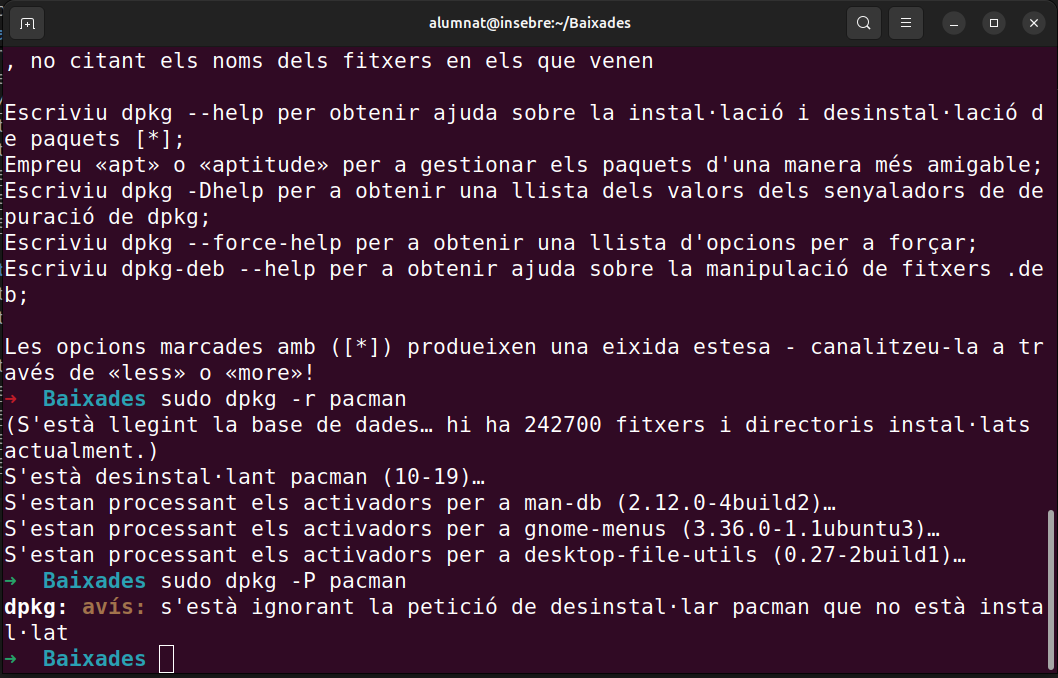 alumnat@insebre:~/Baixades
, no citant els noms dels fitxers en els que venen
Escriviu dpkg --help per obtenir ajuda sobre la instal·lació i desinstal·lació d
e paquets [*];
Empreu «apt» o «aptitude» per a gestionar els paquets d'una manera més amigable;
Escriviu dpkg -Dhelp per a obtenir una llista dels valors dels senyaladors de de
puració de dpkg;
Escriviu dpkg --force-help per a obtenir una llista d'opcions per a forçar;
Escriviu dpkg-deb --help per a obtenir ajuda sobre la manipulació de fitxers .de
b;
Les opcions marcades amb ([*]) produeixen una eixida estesa - canalitzeu-la a tr
avés de «less» o «more»!
➜ Baixades sudo dpkg -r pacman
(S'està llegint la base de dades… hi ha 242700 fitxers i directoris instal·lats
actualment.)
S'està desinstal·lant pacman (10-19)…
S'estan processant els activadors per a man-db (2.12.0-4build2)…
S'estan processant els activadors per a gnome-menus (3.36.0-1.1ubuntu3)…
S'estan processant els activadors per a desktop-file-utils (0.27-2build1)…
➜ Baixades sudo dpkg -P pacman
dpkg: avís: s'està ignorant la petició de desinstal·lar pacman que no està insta
l·lat
➜ Baixades